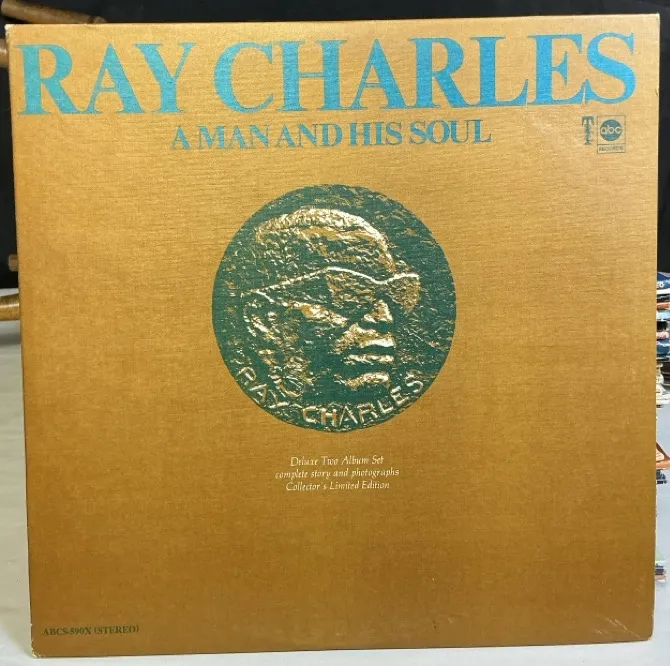 RAY CHARLES
A MAN AND HIS SOUL
abc
RECORDS
RAY CHARLES
Deluxe Two Album Set
complete story and photographs
Collector's Limited Edition
ABCS-590X (STEREO)